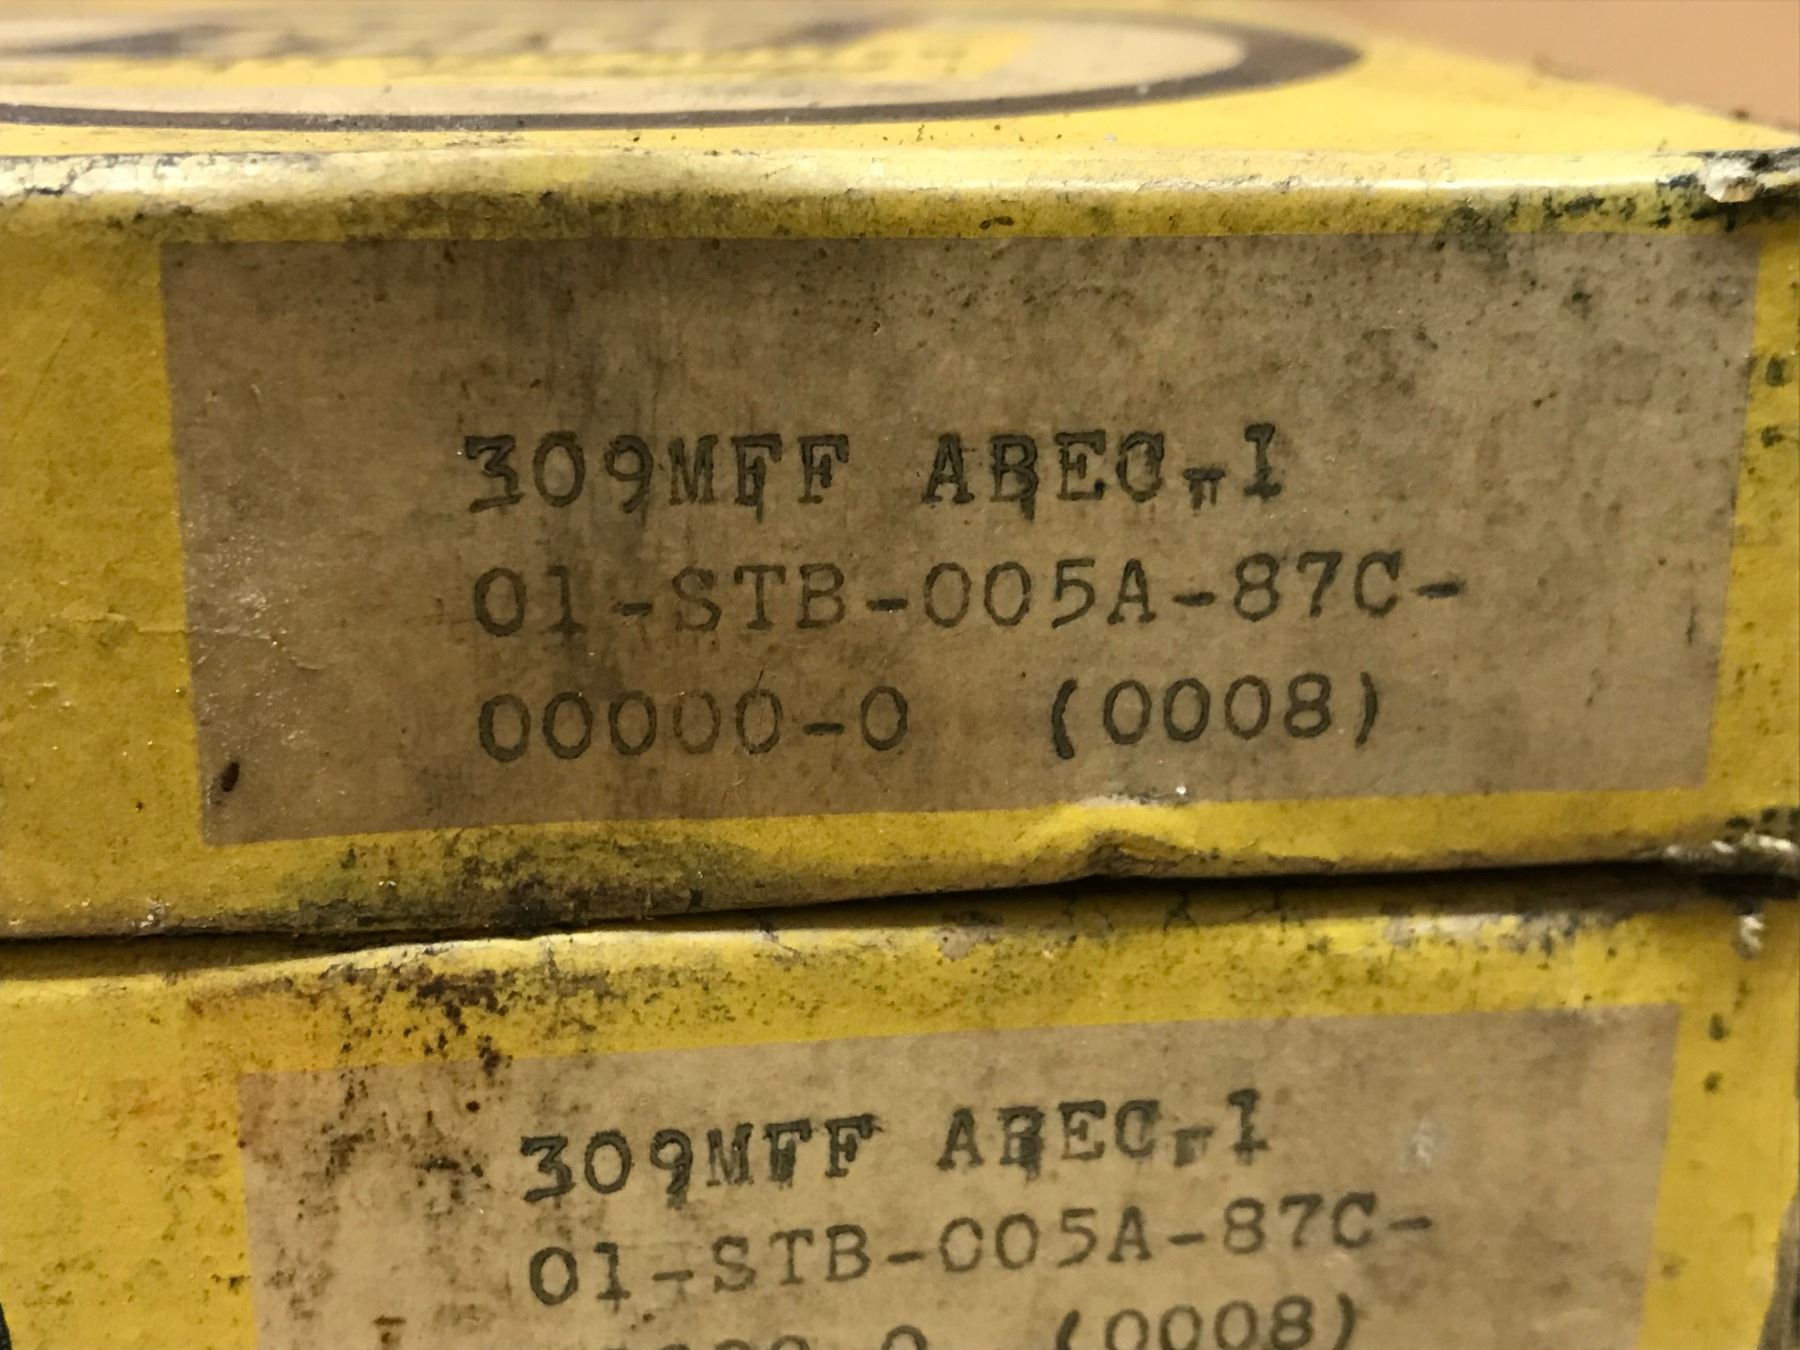 309MFF ABEC-1
01-STB-005A-87C-
00000-0 (0008)
309MFF ABEC-1
01-STB-005A-87C-
(0008)